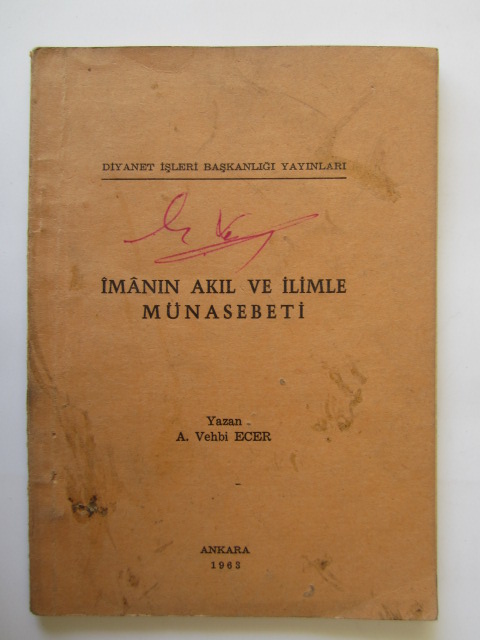 DİYANET İŞLERİ BAŞKANLIĞI YAYINLARI
ÎMÂNIN AKIL VE İLİMLE
MÜNASEBETİ
Yazan
A. Vehbi ECER
ANKARA
1963